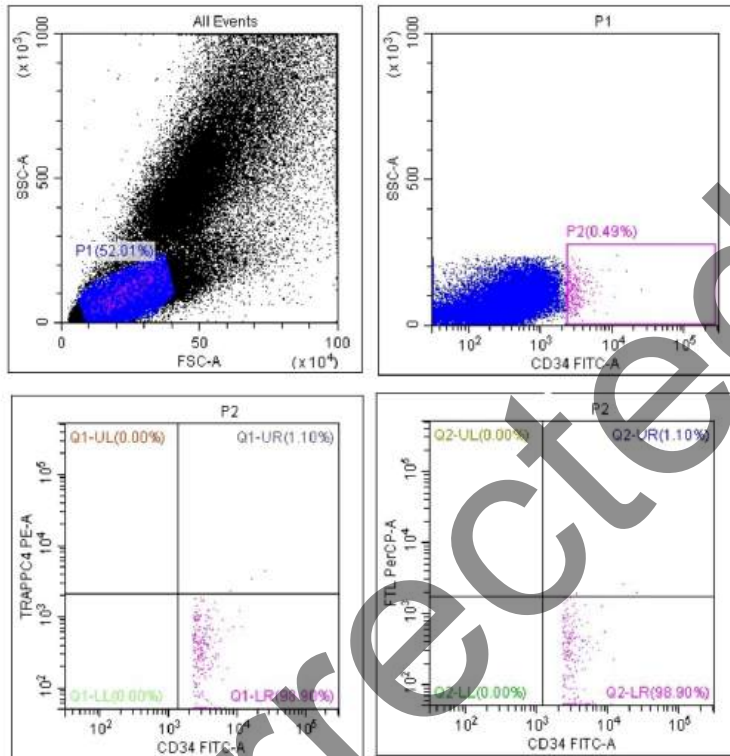 All Events
(x10³)
1000
SSC-A
500
P1(52.01%)
0
0 50 100
FSC-A (x10⁴)
P1
(x10³)
1000
SSC-A
500
P2(0.49%)
0
10² 10³ 10⁴ 10⁵
CD34 FITC-A
P2
Q1-UL(0.00%) Q1-UR(1.10%)
10⁵
TRAPPC4 PE-A
10⁴
10³
10²
Q1-LL(0.00%) Q1-LR(98.90%)
10² 10³ 10⁴ 10⁵
CD34 FITC-A
P2
Q2-UL(0.00%) Q2-UR(1.10%)
10⁵
FTL PerCP-A
10⁴
10³
10³
Q2-LL(0.00%) Q2-LR(98.90%)
10² 10³ 10⁴ 10⁵
CD34 FITC-A